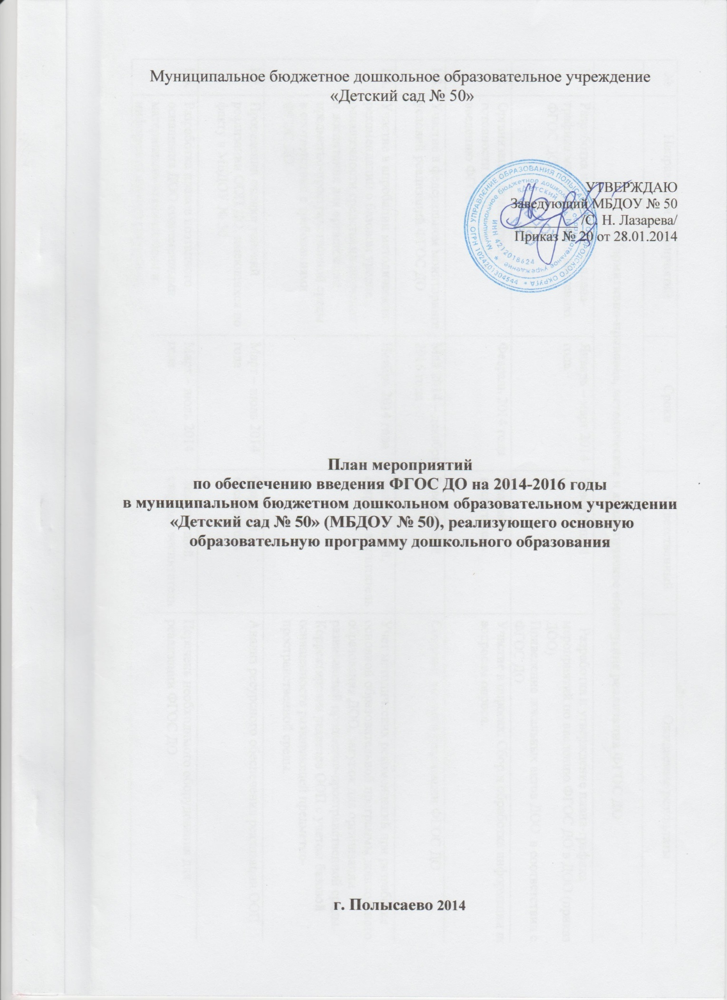 Муниципальное бюджетное дошкольное образовательное учреждение
«Детский сад № 50»
УТВЕРЖДАЮ
Заведующий МБДОУ № 50
/С. Н. Лазарева/
Приказ № 20 от 28.01.2014
УПРАВЛЕНИЕ ОБРАЗОВАНИЯ ПОЛЫСАЕВСКОГО ГОРОДСКОГО ОКРУГА * ОГРН 1024201304544
Муниципальное бюджетное дошкольное образовательное учреждение *
«Детский сад № 50»
ИНН 4212018624
План мероприятий
по обеспечению введения ФГОС ДО на 2014-2016 годы
в муниципальном бюджетном дошкольном образовательном учреждении
«Детский сад № 50» (МБДОУ № 50), реализующего основную
образовательную программу дошкольного образования
г. Полысаево 2014